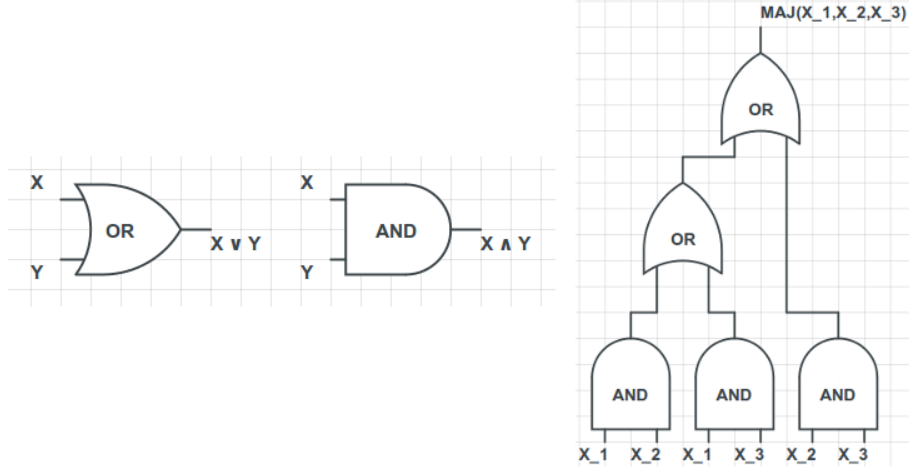 X
OR
Y
X ∨ Y
X
AND
Y
X ∧ Y
MAJ(X_1,X_2,X_3)
OR
OR
AND
AND
AND
X_1 X_2 X_1 X_3 X_2 X_3